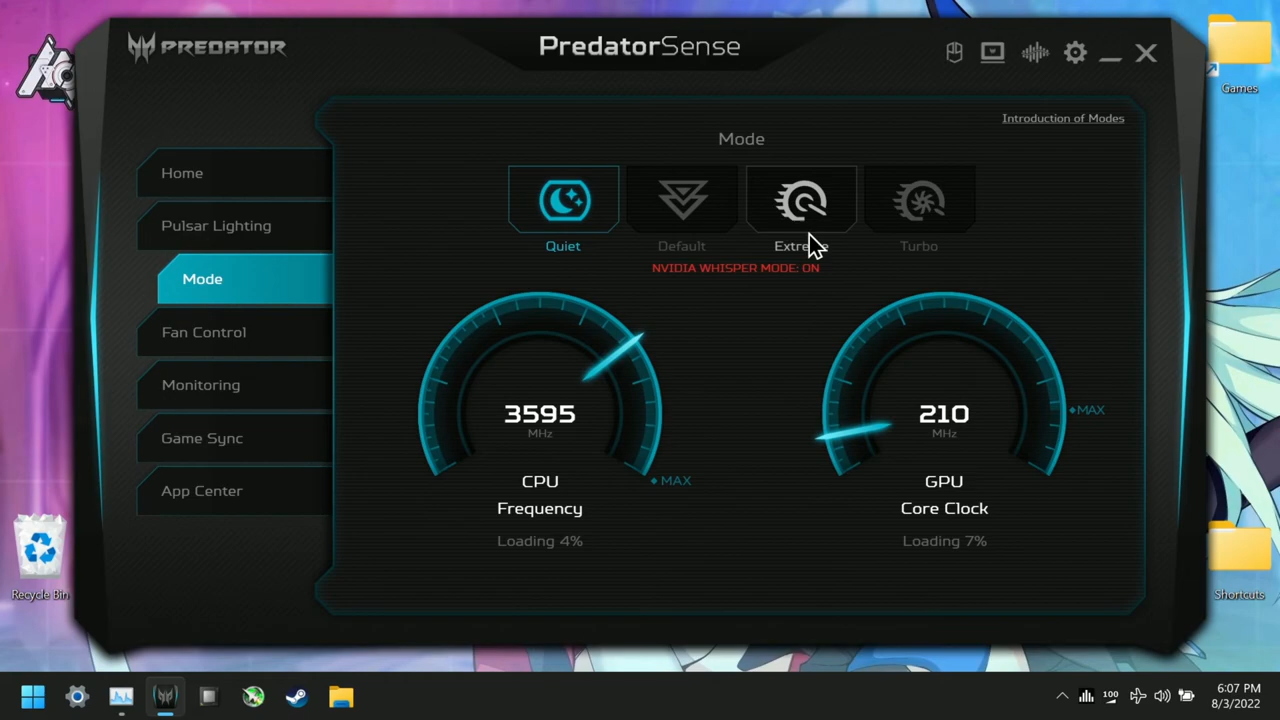 PREDATOR
PredatorSense
Games
Introduction of Modes
Mode
Home
Pulsar Lighting
Mode
Fan Control
Monitoring
Game Sync
App Center
Quiet
Default
Turbo
NVIDIA WHISPER MODE: ON
3595
MHz
MAX
CPU
Frequency
Loading 4%
210
MHz
MAX
GPU
Core Clock
Loading 7%
Recycle Bin
Shortcuts
100
6:07 PM
8/3/2022